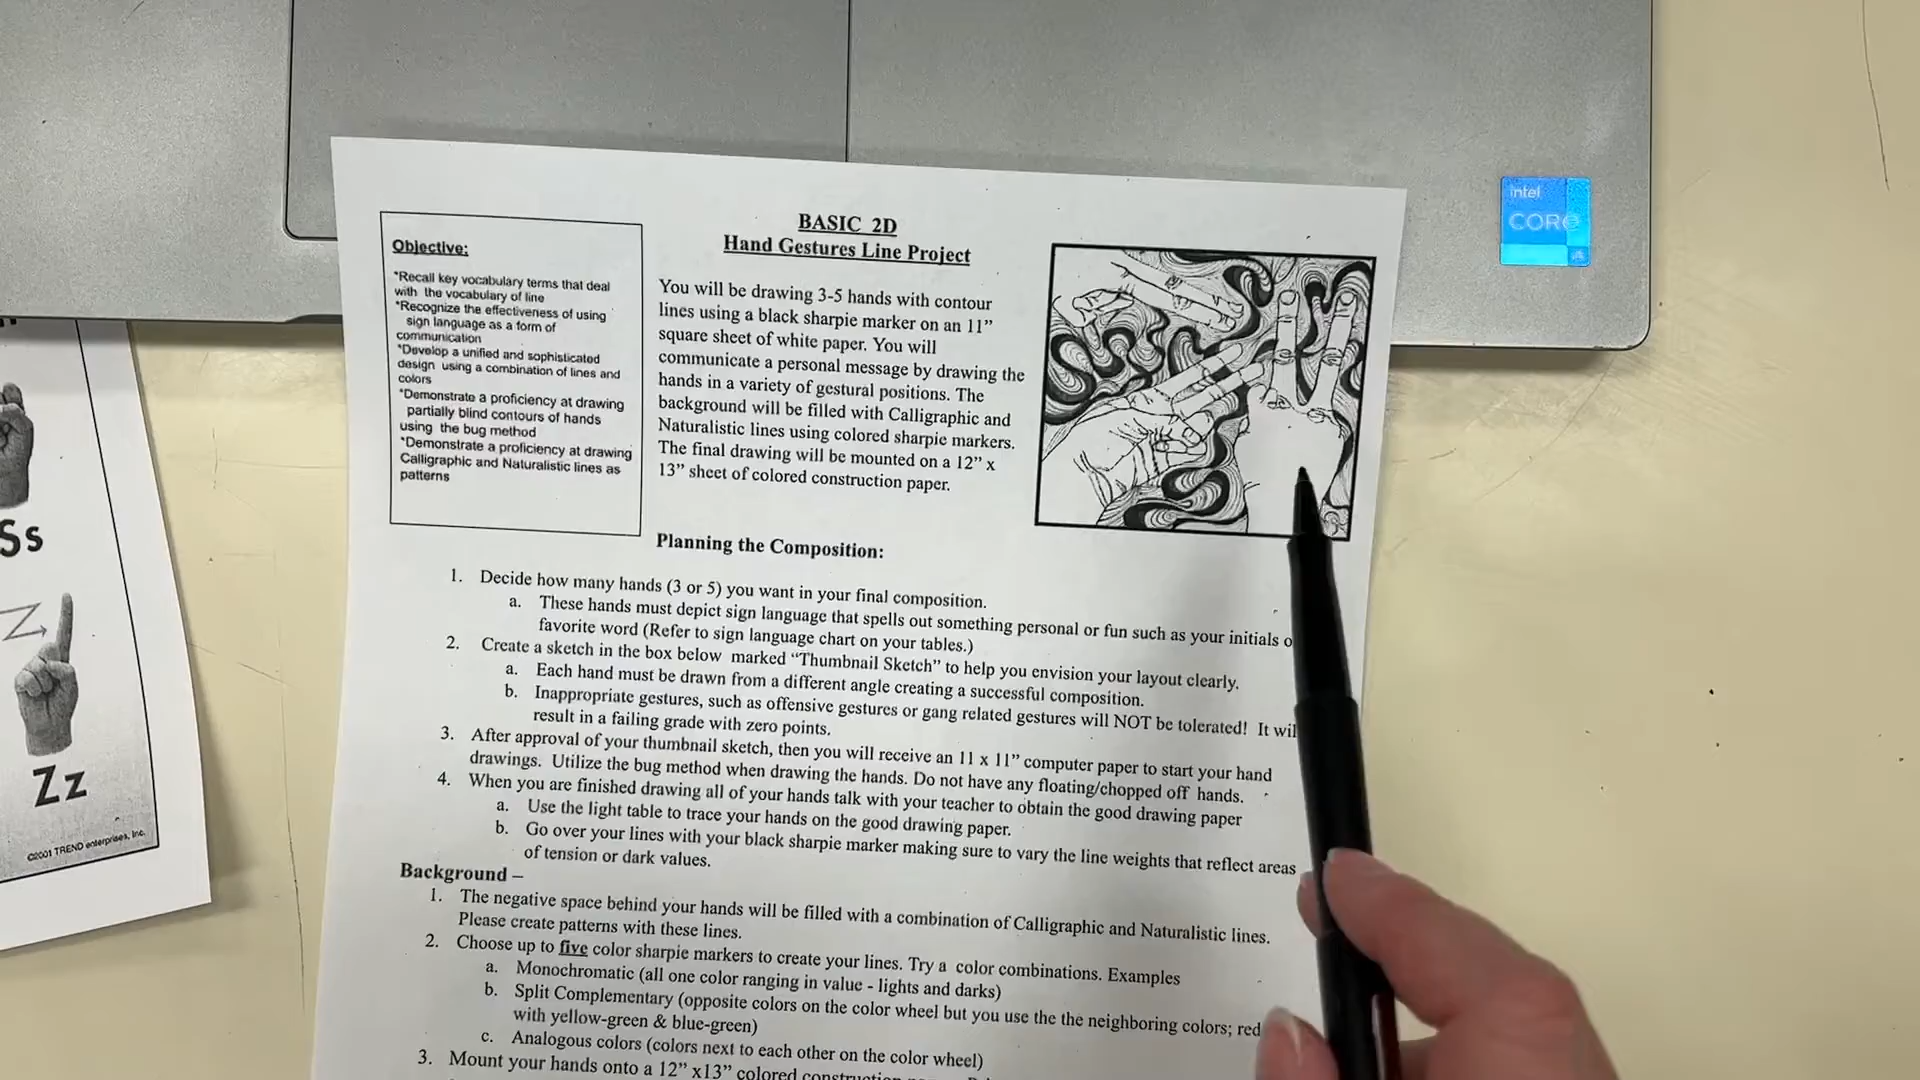 intel
CORE
i5
BASIC 2D
Hand Gestures Line Project
Objective:
*Recall key vocabulary terms that deal
with the vocabulary of line
*Recognize the effectiveness of using
sign language as a form of
communication
*Develop a unified and sophisticated
design using a combination of lines and
colors
*Demonstrate a proficiency at drawing
partially blind contours of hands
using the bug method
*Demonstrate a proficiency at drawing
Calligraphic and Naturalistic lines as
patterns
You will be drawing 3-5 hands with contour
lines using a black sharpie marker on an 11”
square sheet of white paper. You will
communicate a personal message by drawing the
hands in a variety of gestural positions. The
background will be filled with Calligraphic and
Naturalistic lines using colored sharpie markers.
The final drawing will be mounted on a 12” x
13” sheet of colored construction paper.
Planning the Composition:
1. Decide how many hands (3 or 5) you want in your final composition.
a. These hands must depict sign language that spells out something personal or fun such as your initials o
favorite word (Refer to sign language chart on your tables.)
2. Create a sketch in the box below marked “Thumbnail Sketch” to help you envision your layout clearly.
a. Each hand must be drawn from a different angle creating a successful composition.
b. Inappropriate gestures, such as offensive gestures or gang related gestures will NOT be tolerated! It wil
result in a failing grade with zero points.
3. After approval of your thumbnail sketch, then you will receive an 11 x 11” computer paper to start your hand
drawings. Utilize the bug method when drawing the hands. Do not have any floating/chopped off hands.
4. When you are finished drawing all of your hands talk with your teacher to obtain the good drawing paper
a. Use the light table to trace your hands on the good drawing paper.
b. Go over your lines with your black sharpie marker making sure to vary the line weights that reflect areas
of tension or dark values.
Background –
1. The negative space behind your hands will be filled with a combination of Calligraphic and Naturalistic lines.
Please create patterns with these lines.
2. Choose up to five color sharpie markers to create your lines. Try a color combinations. Examples
a. Monochromatic (all one color ranging in value - lights and darks)
b. Split Complementary (opposite colors on the color wheel but you use the the neighboring colors; red
with yellow-green & blue-green)
c. Analogous colors (colors next to each other on the color wheel)
3. Mount your hands onto a 12” x13” colored construction
Ss
Z
Zz
©2001 TREND enterprises, Inc.